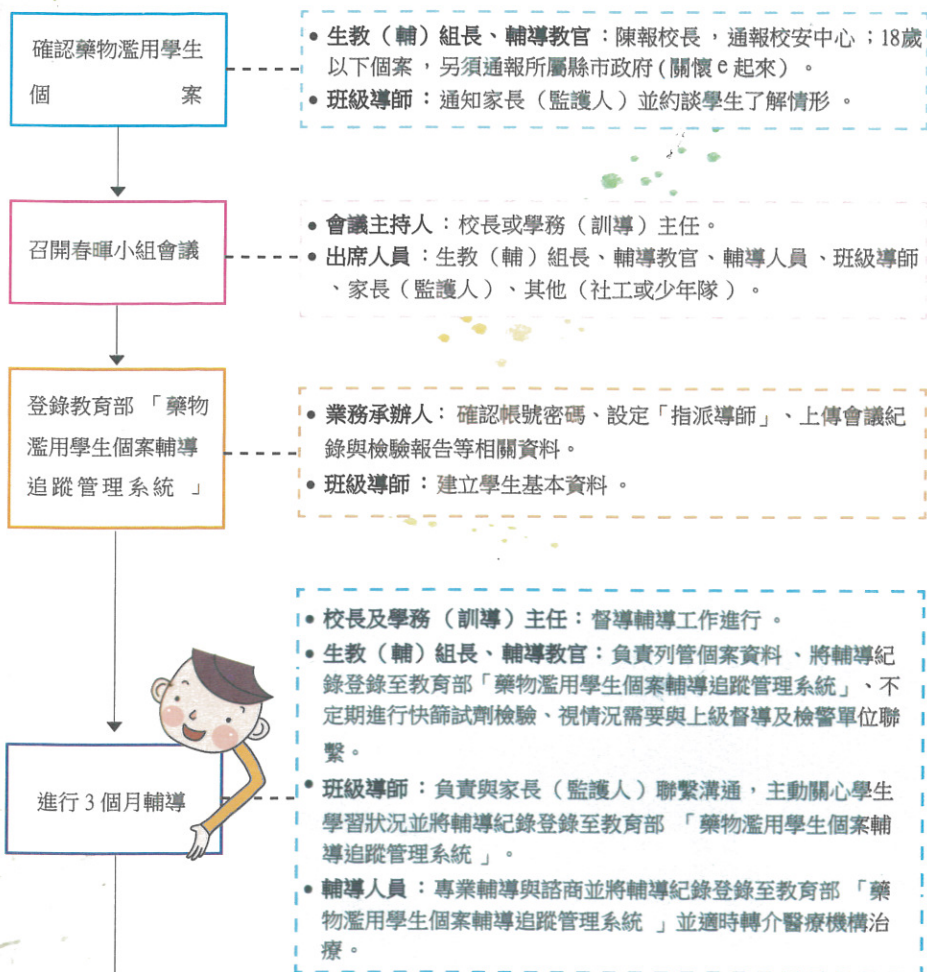 確認藥物濫用學生
個案
• 生教（輔）組長、輔導教官：陳報校長，通報校安中心；18歲
以下個案，另須通報所屬縣市政府(關懷e起來）。
• 班級導師：通知家長（監護人）並約談學生了解情形。
召開春暉小組會議
• 會議主持人：校長或學務（訓導）主任。
• 出席人員：生教（輔）組長、輔導教官、輔導人員、班級導師
、家長（監護人）、其他（社工或少年隊）。
登錄教育部「藥物
濫用學生個案輔導
追蹤管理系統」
• 業務承辦人：確認帳號密碼、設定「指派導師」、上傳會議紀
錄與檢驗報告等相關資料。
• 班級導師：建立學生基本資料。
進行3個月輔導
• 校長及學務（訓導）主任：督導輔導工作進行。
• 生教（輔）組長、輔導教官：負責列管個案資料、將輔導紀
錄登錄至教育部「藥物濫用學生個案輔導追蹤管理系統」、不
定期進行快篩試劑檢驗、視情況需要與上級督導及檢警單位聯
繫。
• 班級導師：負責與家長（監護人）聯繫溝通，主動關心學生
學習狀況並將輔導紀錄登錄至教育部「藥物濫用學生個案輔
導追蹤管理系統」。
• 輔導人員：專業輔導與諮商並將輔導紀錄登錄至教育部「藥
物濫用學生個案輔導追蹤管理系統」並適時轉介醫療機構治
療。